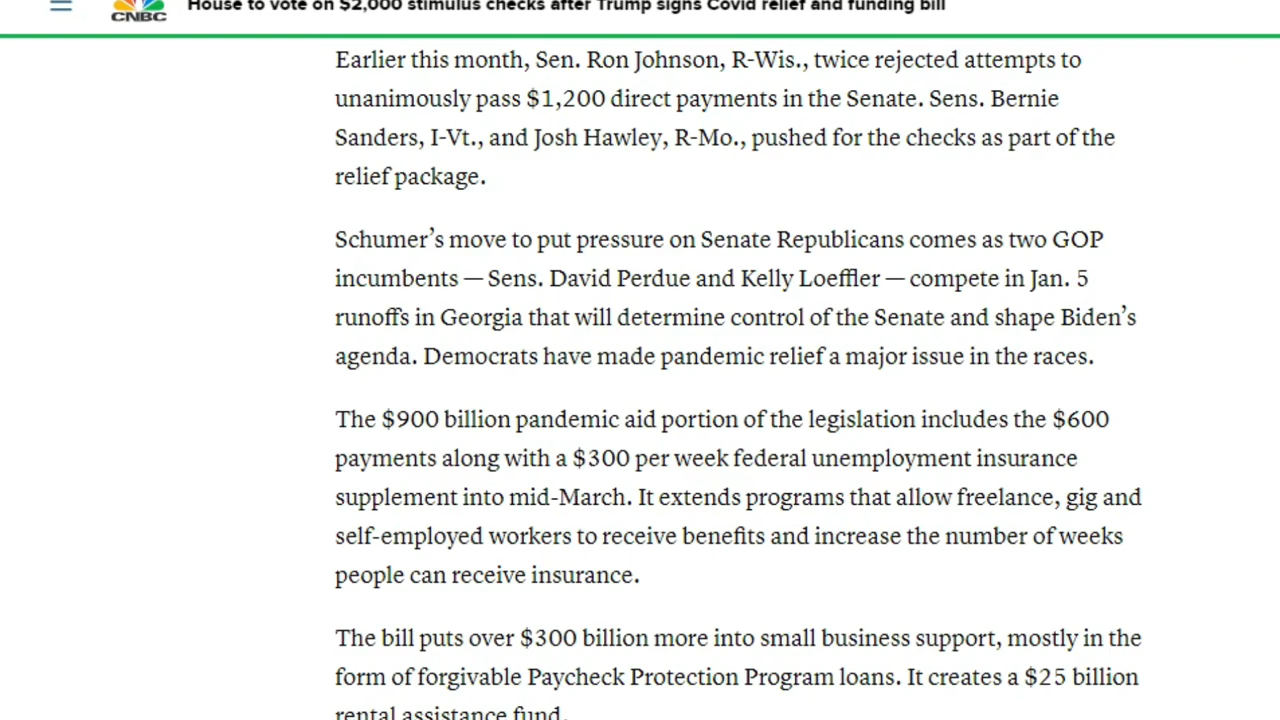 House to vote on $2,000 stimulus checks after Trump signs Covid relief and funding bill
CNBC
Earlier this month, Sen. Ron Johnson, R-Wis., twice rejected attempts to
unanimously pass $1,200 direct payments in the Senate. Sens. Bernie
Sanders, I-Vt., and Josh Hawley, R-Mo., pushed for the checks as part of the
relief package.
Schumer’s move to put pressure on Senate Republicans comes as two GOP
incumbents — Sens. David Perdue and Kelly Loeffler — compete in Jan. 5
runoffs in Georgia that will determine control of the Senate and shape Biden’s
agenda. Democrats have made pandemic relief a major issue in the races.
The $900 billion pandemic aid portion of the legislation includes the $600
payments along with a $300 per week federal unemployment insurance
supplement into mid-March. It extends programs that allow freelance, gig and
self-employed workers to receive benefits and increase the number of weeks
people can receive insurance.
The bill puts over $300 billion more into small business support, mostly in the
form of forgivable Paycheck Protection Program loans. It creates a $25 billion
rental assistance fund.